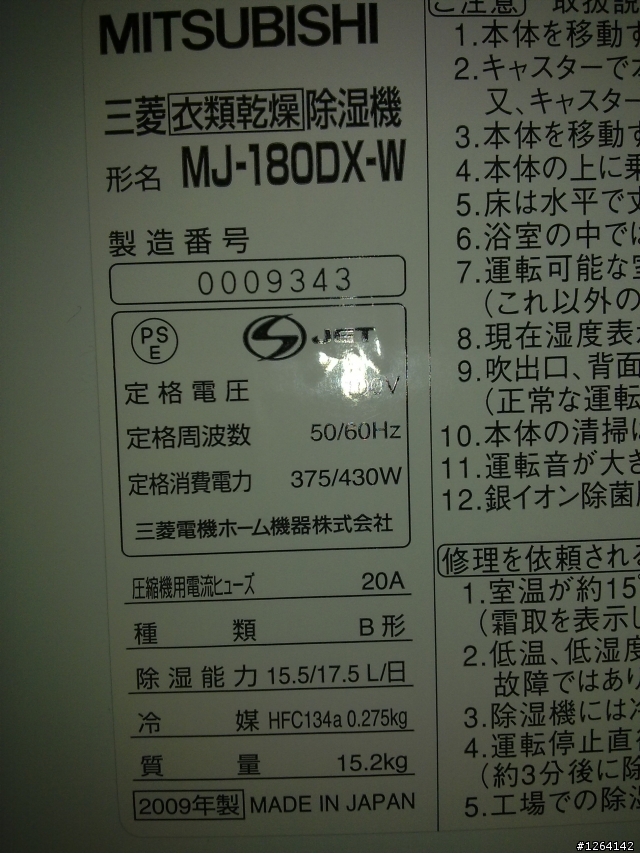 MITSUBISHI
三菱衣類乾燥除湿機
形名 MJ-180DX-W
製造番号
0009343
PS
E
S JET
定格電圧 V
定格周波数 50/60Hz
定格消費電力 375/430W
三菱電機ホーム機器株式会社
圧縮機用電流ヒューズ 20A
種類 B形
除湿能力 15.5/17.5 L/日
冷媒 HFC134a 0.275kg
質量 15.2kg
2009年製 MADE IN JAPAN
ご注意 取扱説
1.本体を移動す
2.キャスターで
又、キャスター
3.本体を移動す
4.本体の上に乗
5.床は水平で丈
6.浴室の中では
7.運転可能な室
(これ以外の
8.現在湿度表
9.吹出口、背面
(正常な運転
10.本体の清掃に
11.運転音が大き
12.銀イオン除菌
修理を依頼される
1.室温が約15
(霜取を表示し
2.低温、低湿度
故障ではあり
3.除湿機には冷
4.運転停止直後
(約3分後に除
5.工場での除湿
#1264142